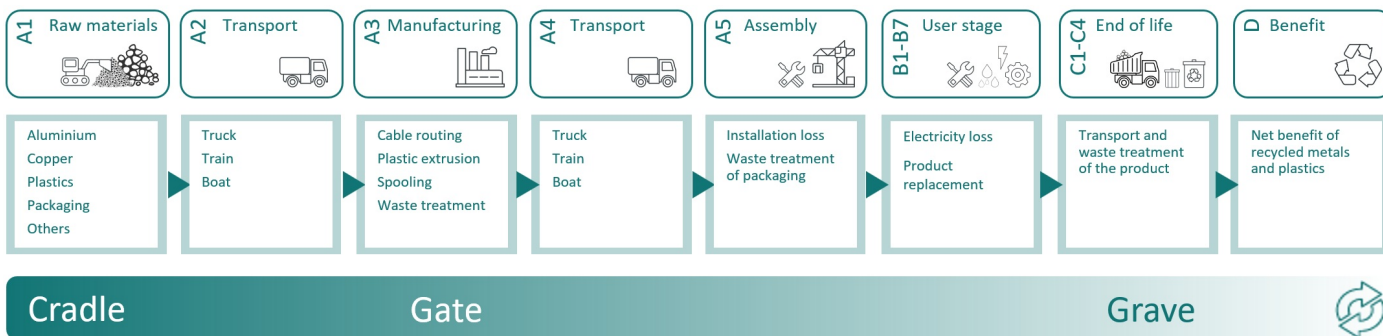 A1 Raw materials
Aluminium
Copper
Plastics
Packaging
Others
A2 Transport
Truck
Train
Boat
A3 Manufacturing
Cable routing
Plastic extrusion
Spooling
Waste treatment
A4 Transport
Truck
Train
Boat
A5 Assembly
Installation loss
Waste treatment
of packaging
B1-B7 User stage
Electricity loss
Product
replacement
C1-C4 End of life
Transport and
waste treatment
of the product
D Benefit
Net benefit of
recycled metals
and plastics
Cradle
Gate
Grave